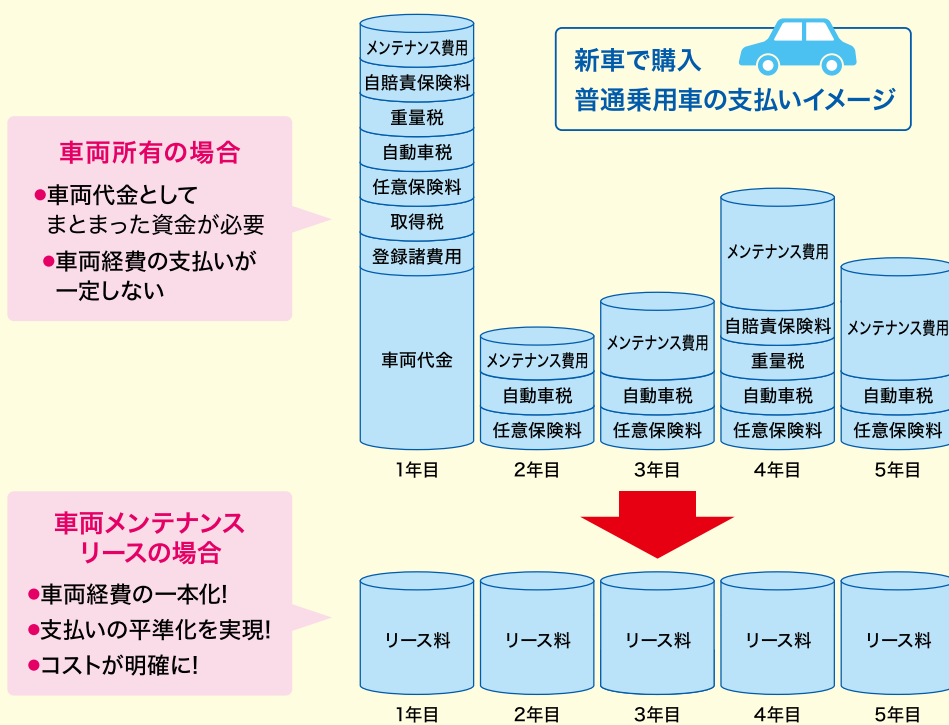 新車で購入
普通乗用車の支払いイメージ
車両所有の場合
●車両代金として
まとまった資金が必要
●車両経費の支払いが
一定しない
メンテナンス費用
自賠責保険料
重量税
自動車税
任意保険料
取得税
登録諸費用
車両代金
1年目
メンテナンス費用
自動車税
任意保険料
2年目
メンテナンス費用
自動車税
任意保険料
3年目
メンテナンス費用
自賠責保険料
重量税
自動車税
任意保険料
4年目
メンテナンス費用
自動車税
任意保険料
5年目
車両メンテナンス
リースの場合
●車両経費の一本化!
●支払いの平準化を実現!
●コストが明確に!
リース料
リース料
リース料
リース料
リース料
1年目
2年目
3年目
4年目
5年目